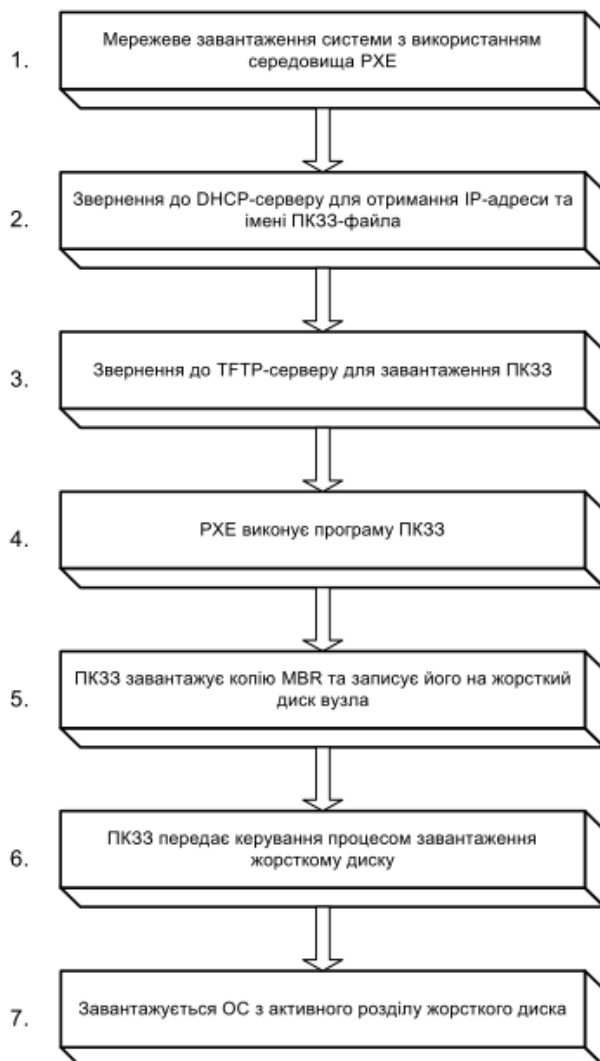 1.
Мережеве завантаження системи з використанням
середовища PXE
2.
Звернення до DHCP-серверу для отримання IP-адреси та
імені ПКЗЗ-файла
3.
Звернення до TFTP-серверу для завантаження ПКЗЗ
4.
PXE виконує програму ПКЗЗ
5.
ПКЗЗ завантажує копію MBR та записує його на жорсткий
диск вузла
6.
ПКЗЗ передає керування процесом завантаження
жорсткому диску
7.
Завантажується ОС з активного розділу жорсткого диска